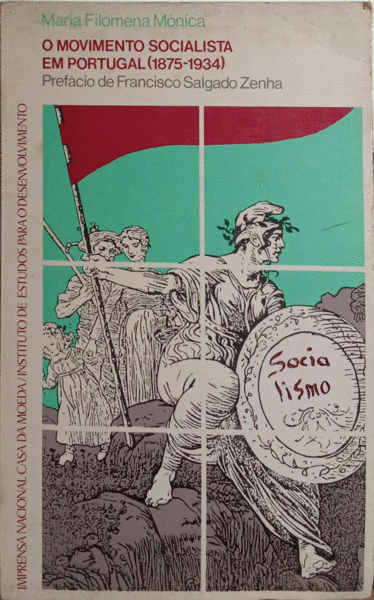 Maria Filomena Mónica
O MOVIMENTO SOCIALISTA
EM PORTUGAL (1875-1934)
Prefácio de Francisco Salgado Zenha
IMPRENSA NACIONAL CASA DA MOEDA / INSTITUTO DE ESTUDOS PARA O DESENVOLVIMENTO
Socia
lismo